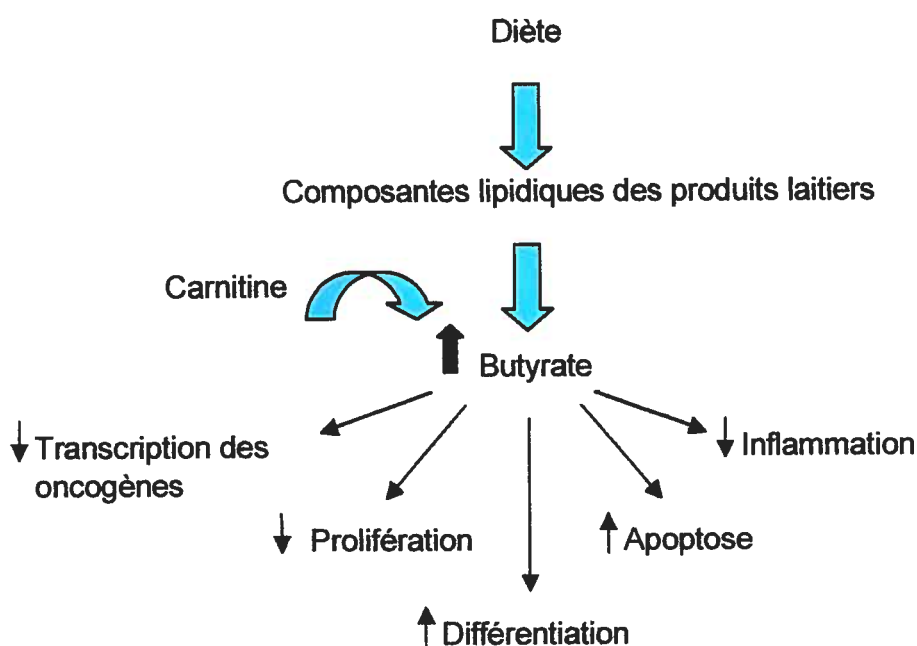 Diète
Composantes lipidiques des produits laitiers
Carnitine
Butyrate
Transcription des
oncogènes
Inflammation
Prolifération
Apoptose
Différentiation